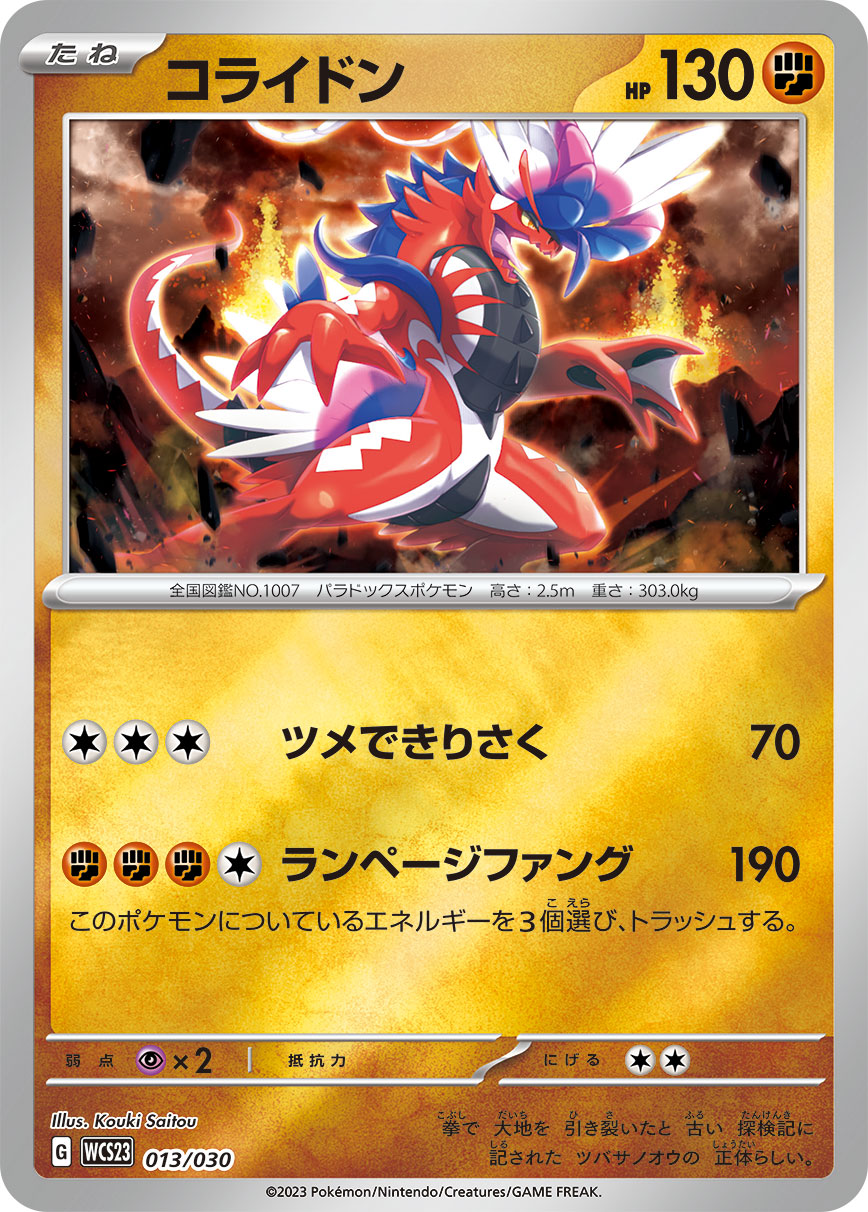 たね
コライドン
HP 130
全国図鑑NO.1007 パラドックスポケモン 高さ:2.5m 重さ:303.0kg
ツメできりさく 70
ランページファング 190
このポケモンについているエネルギーを3個選び、トラッシュする。
弱点 ×2 抵抗力 にげる
Illus. Kouki Saitou
G WCS23 013/030
拳で 大地を 引き裂いたと 古い 探検記に
記された ツバサノオウの 正体らしい。
©2023 Pokémon/Nintendo/Creatures/GAME FREAK.